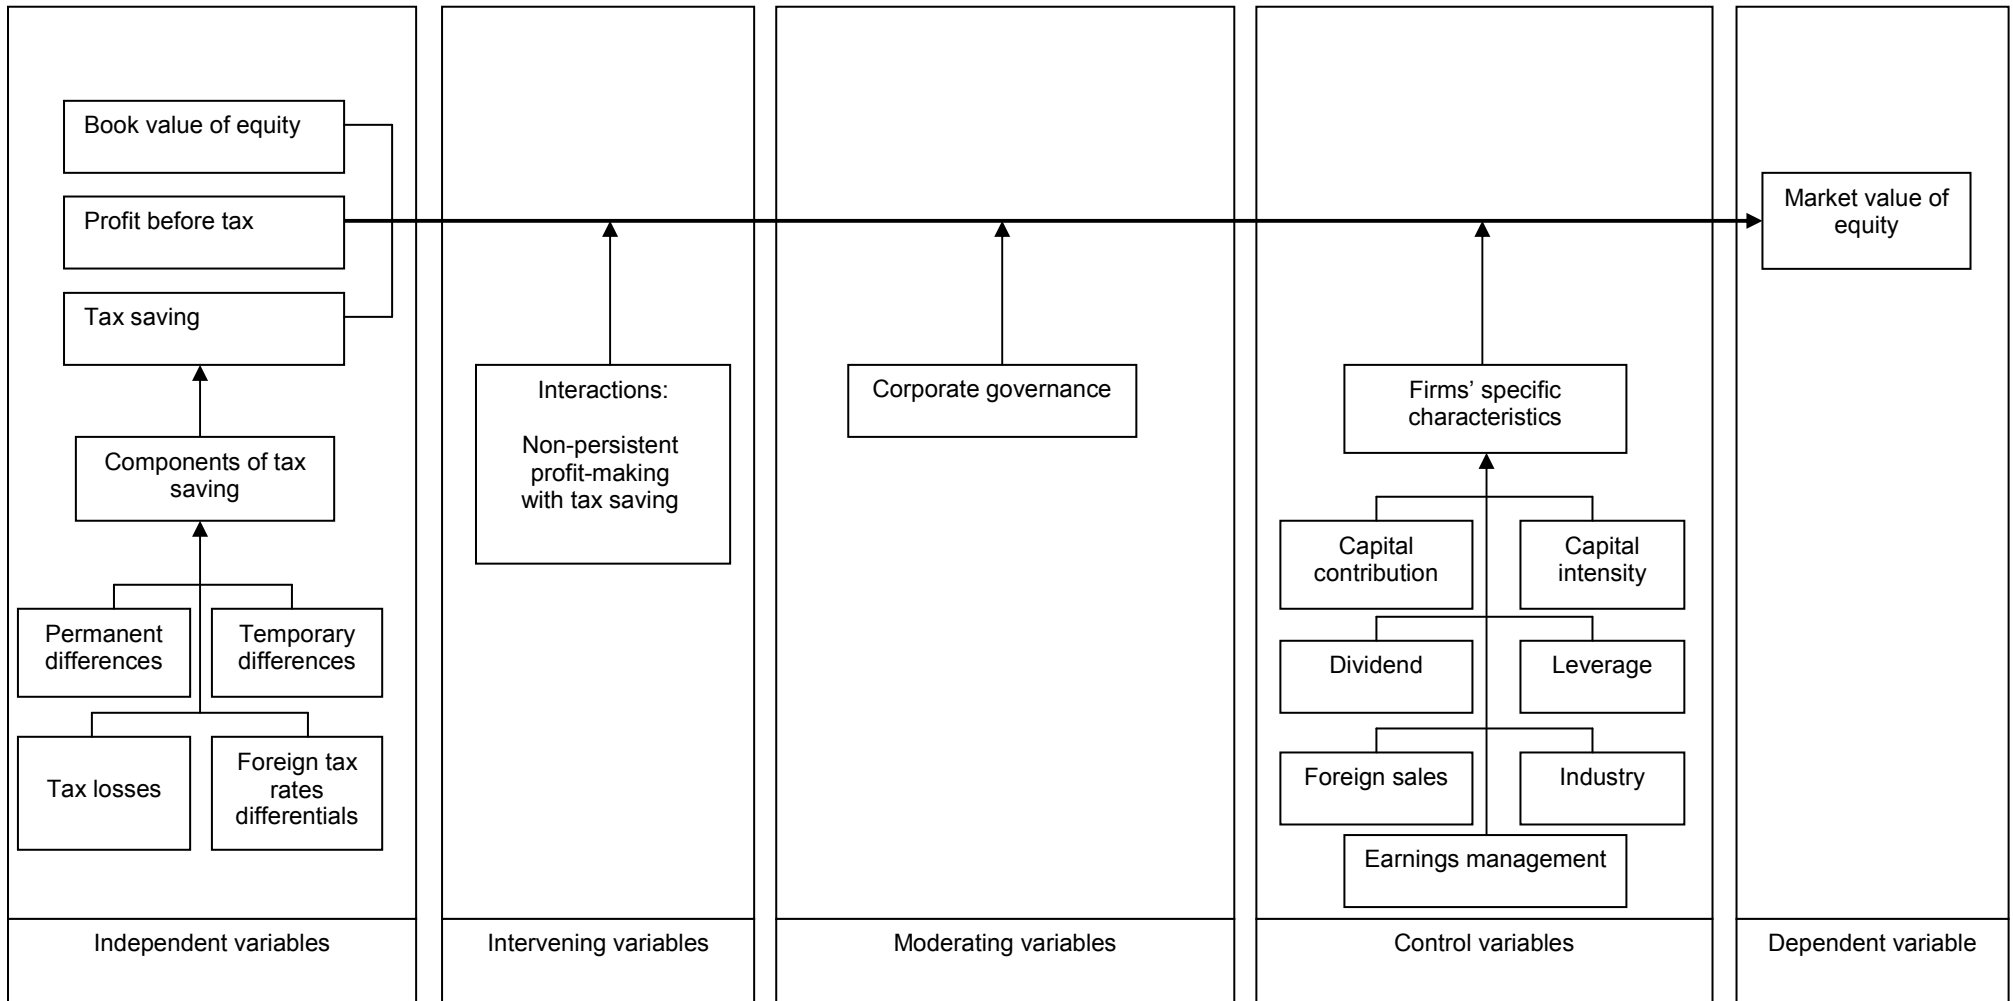 Book value of equity
Profit before tax
Tax saving
Components of tax
saving
Permanent
differences
Temporary
differences
Tax losses
Foreign tax
rates
differentials
Independent variables
Interactions:
Non-persistent
profit-making
with tax saving
Intervening variables
Corporate governance
Moderating variables
Firms’ specific
characteristics
Capital
contribution
Capital
intensity
Dividend
Leverage
Foreign sales
Industry
Earnings management
Control variables
Market value of
equity
Dependent variable